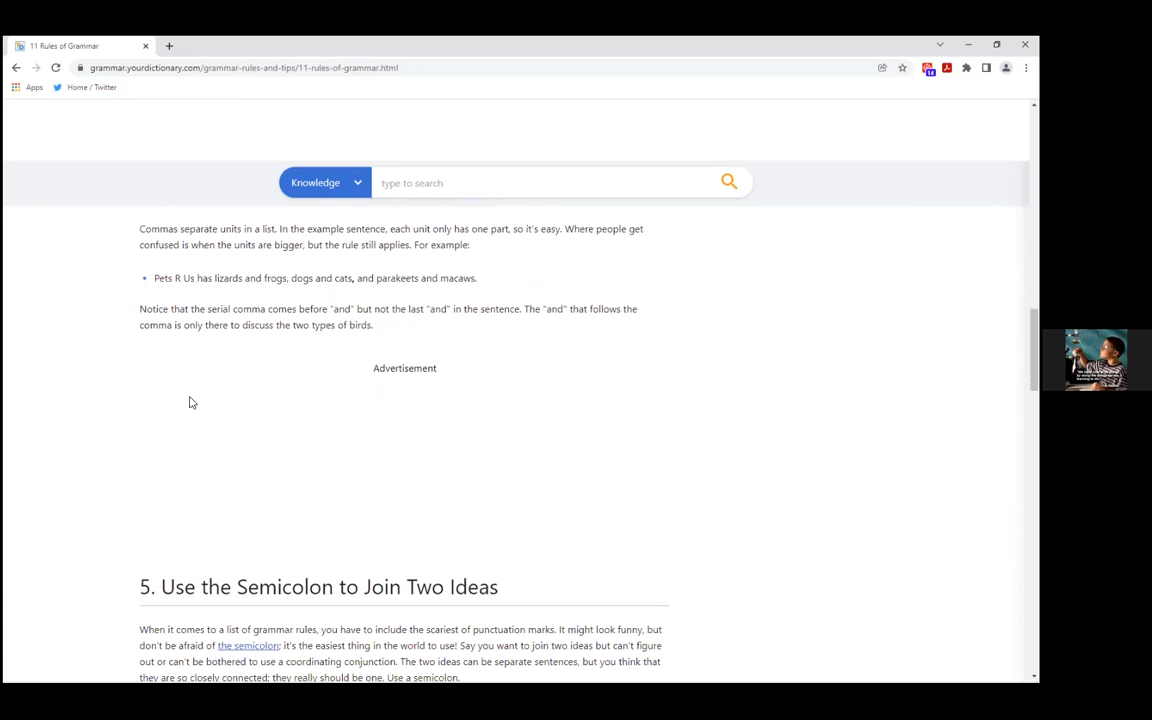 11 Rules of Grammar
grammar.yourdictionary.com/grammar-rules-and-tips/11-rules-of-grammar.html
14
Apps
Home / Twitter
Knowledge
type to search
Commas separate units in a list. In the example sentence, each unit only has one part, so it's easy. Where people get
confused is when the units are bigger, but the rule still applies. For example:
• Pets R Us has lizards and frogs, dogs and cats, and parakeets and macaws.
Notice that the serial comma comes before "and" but not the last "and" in the sentence. The "and" that follows the
comma is only there to discuss the two types of birds.
Advertisement
5. Use the Semicolon to Join Two Ideas
When it comes to a list of grammar rules, you have to include the scariest of punctuation marks. It might look funny, but
don't be afraid of the semicolon; it's the easiest thing in the world to use! Say you want to join two ideas but can't figure
out or can't be bothered to use a coordinating conjunction. The two ideas can be separate sentences, but you think that
they are so closely connected; they really should be one. Use a semicolon.